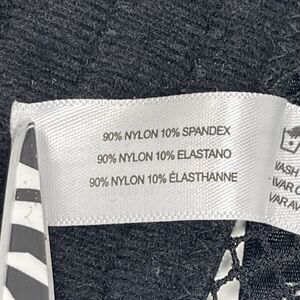 90% NYLON 10% SPANDEX
90% NYLON 10% ELASTANO
90% NYLON 10% ÉLASTHANNE